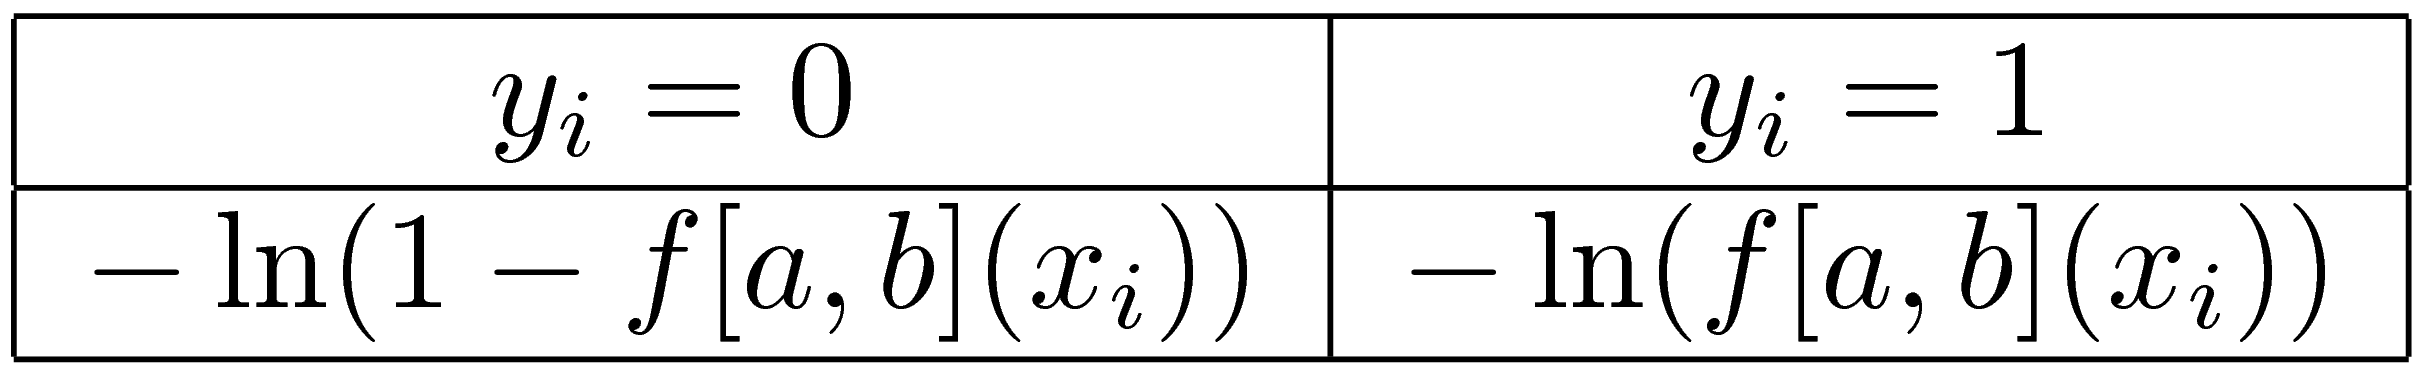 y_i = 0 y_i = 1
− ln(1 − f[a, b](x_i)) − ln(f[a, b](x_i))